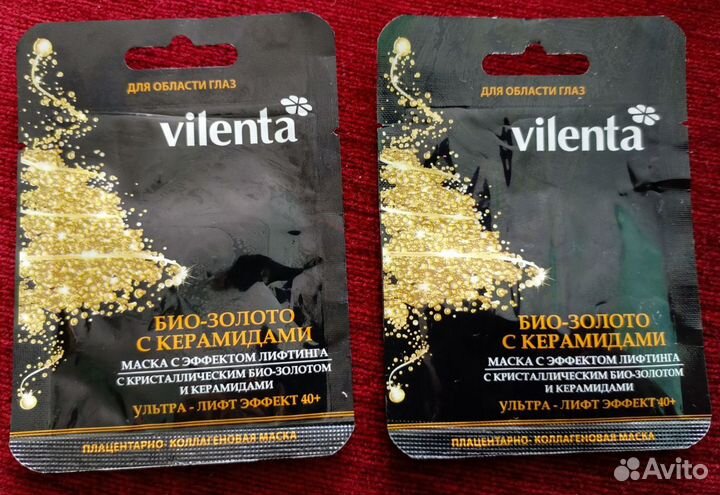 ДЛЯ ОБЛАСТИ ГЛАЗ
vilenta
БИО-ЗОЛОТО
С КЕРАМИДАМИ
МАСКА С ЭФФЕКТОМ ЛИФТИНГА
С КРИСТАЛЛИЧЕСКИМ БИО-ЗОЛОТОМ
И КЕРАМИДАМИ
УЛЬТРА - ЛИФТ ЭФФЕКТ 40+
ПЛАЦЕНТАРНО- КОЛЛАГЕНОВАЯ МАСКА
ДЛЯ ОБЛАСТИ ГЛАЗ
vilenta
БИО-ЗОЛОТО
С КЕРАМИДАМИ
МАСКА С ЭФФЕКТОМ ЛИФТИНГА
С КРИСТАЛЛИЧЕСКИМ БИО-ЗОЛОТОМ
И КЕРАМИДАМИ
УЛЬТРА - ЛИФТ ЭФФЕКТ 40+
ПЛАЦЕНТАРНО- КОЛЛАГЕНОВАЯ МАСКА
Avito